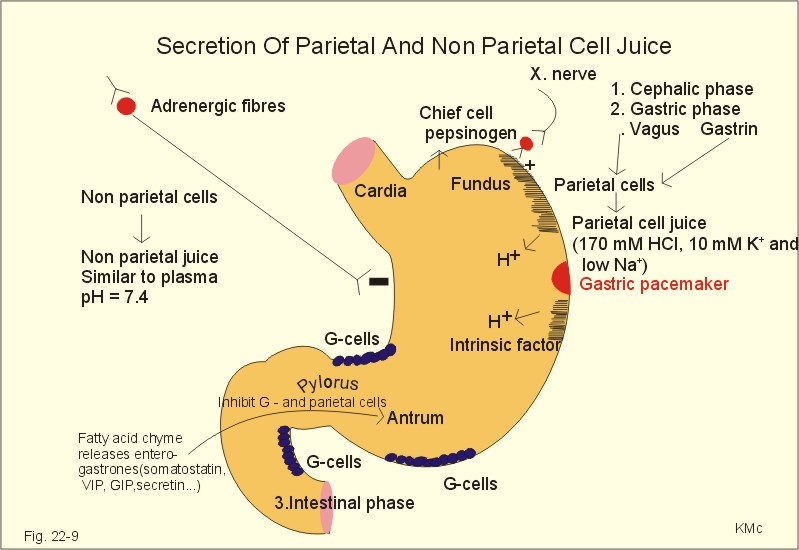 Secretion Of Parietal And Non Parietal Cell Juice
X. nerve
1. Cephalic phase
2. Gastric phase
. Vagus Gastrin
Adrenergic fibres
Chief cell
pepsinogen
+
Cardia
Fundus
Parietal cells
Non parietal cells
Parietal cell juice
(170 mM HCl, 10 mM K⁺ and
low Na⁺)
Non parietal juice
Similar to plasma
pH = 7.4
H⁺
Gastric pacemaker
H⁺
Intrinsic factor
G-cells
Pylorus
Inhibit G - and parietal cells
Antrum
Fatty acid chyme
releases entero-
gastrones(somatostatin,
VIP, GIP,secretin...)
G-cells
G-cells
3.Intestinal phase
Fig. 22-9
KMc